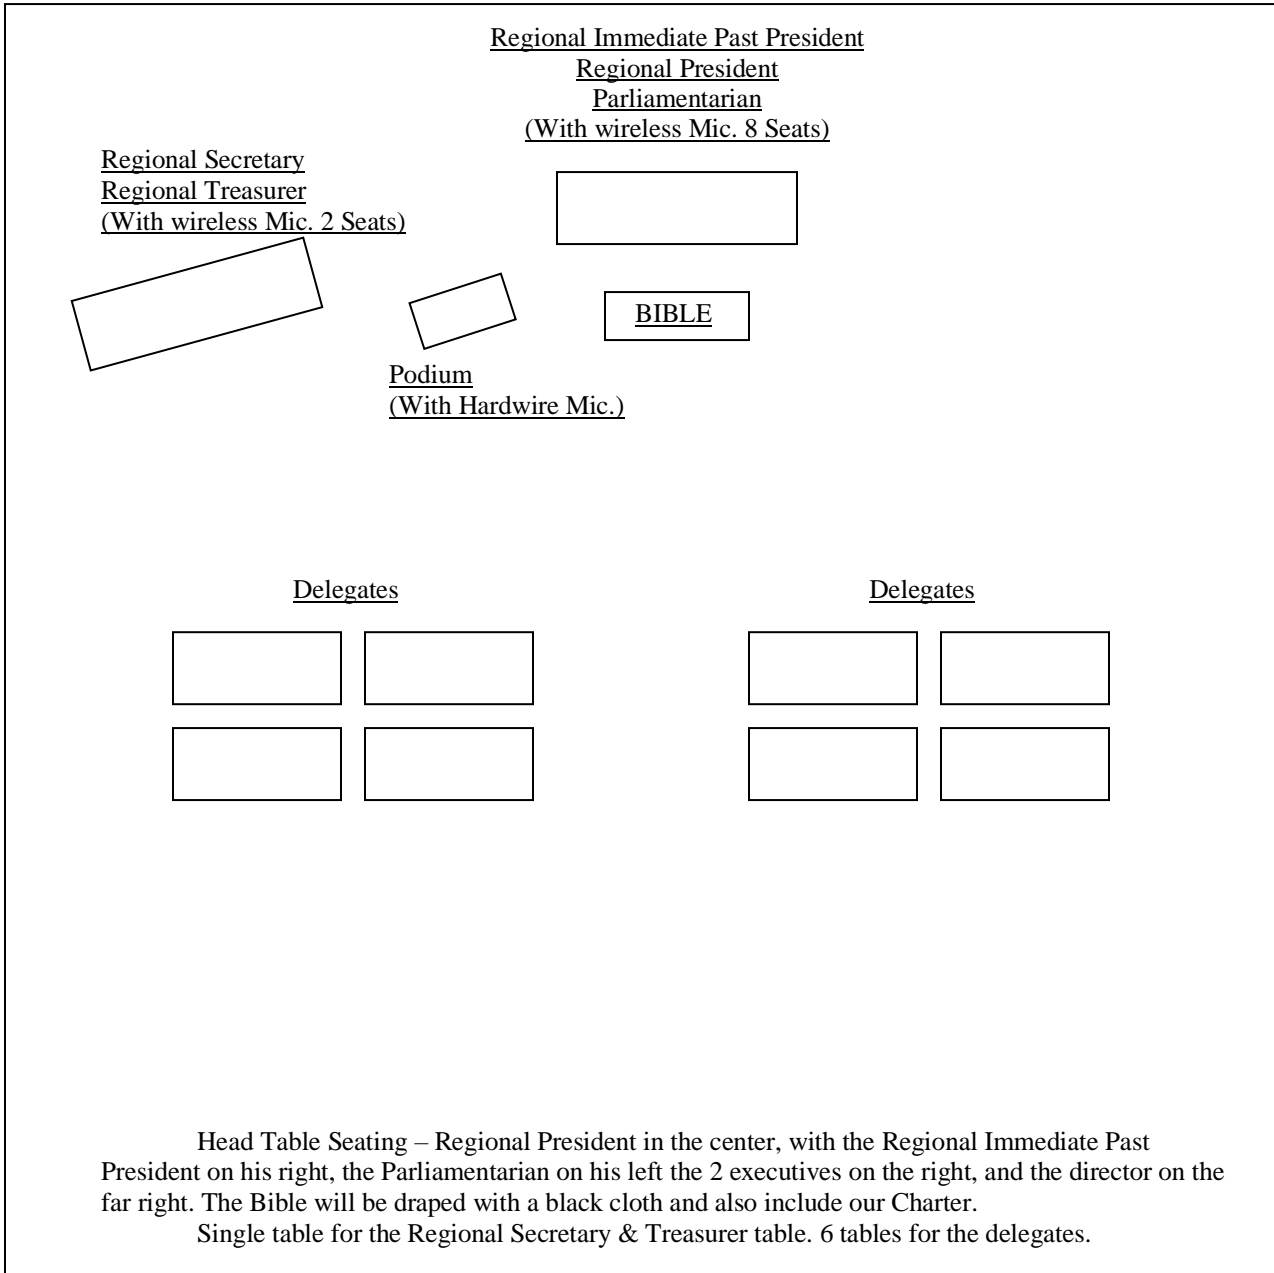 Regional Immediate Past President
Regional President
Parliamentarian
(With wireless Mic. 8 Seats)
Regional Secretary
Regional Treasurer
(With wireless Mic. 2 Seats)
BIBLE
Podium
(With Hardwire Mic.)
Delegates
Delegates
Head Table Seating – Regional President in the center, with the Regional Immediate Past
President on his right, the Parliamentarian on his left the 2 executives on the right, and the director on the
far right. The Bible will be draped with a black cloth and also include our Charter.
Single table for the Regional Secretary & Treasurer table. 6 tables for the delegates.